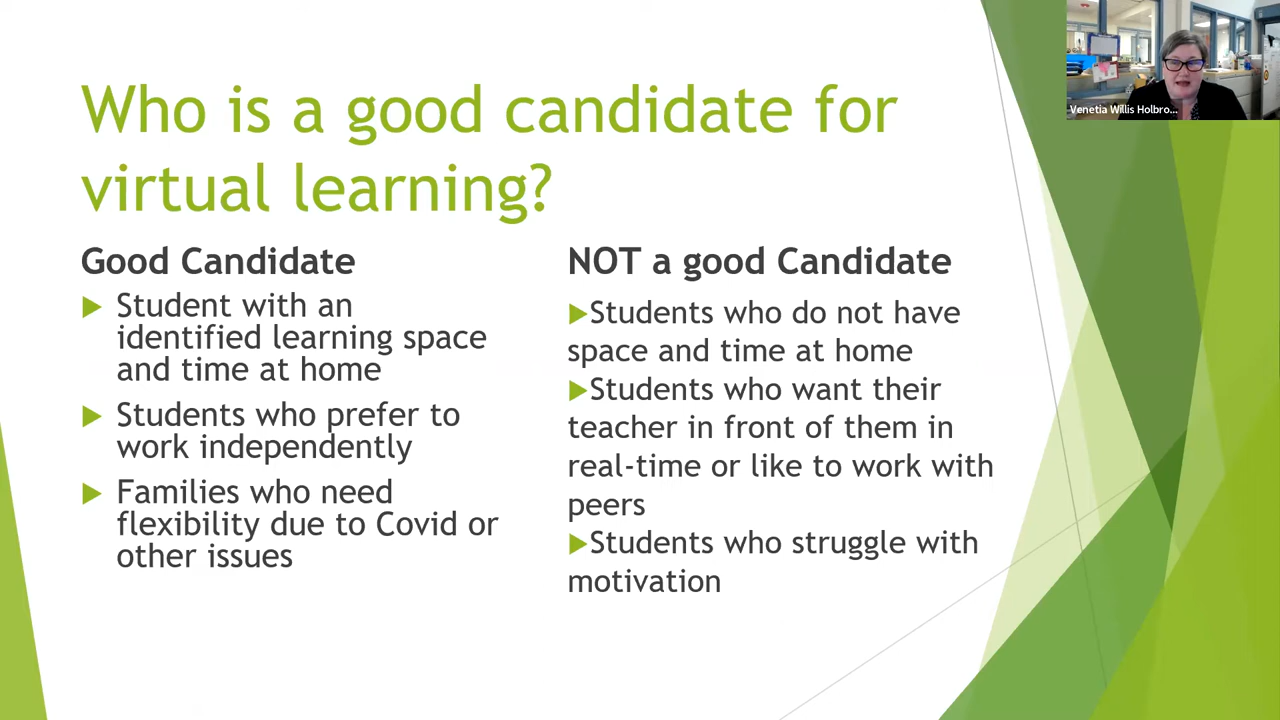 Who is a good candidate for
virtual learning?
Venetia Willis Holbro...
Good Candidate
Student with an
identified learning space
and time at home
Students who prefer to
work independently
Families who need
flexibility due to Covid or
other issues
NOT a good Candidate
Students who do not have
space and time at home
Students who want their
teacher in front of them in
real-time or like to work with
peers
Students who struggle with
motivation